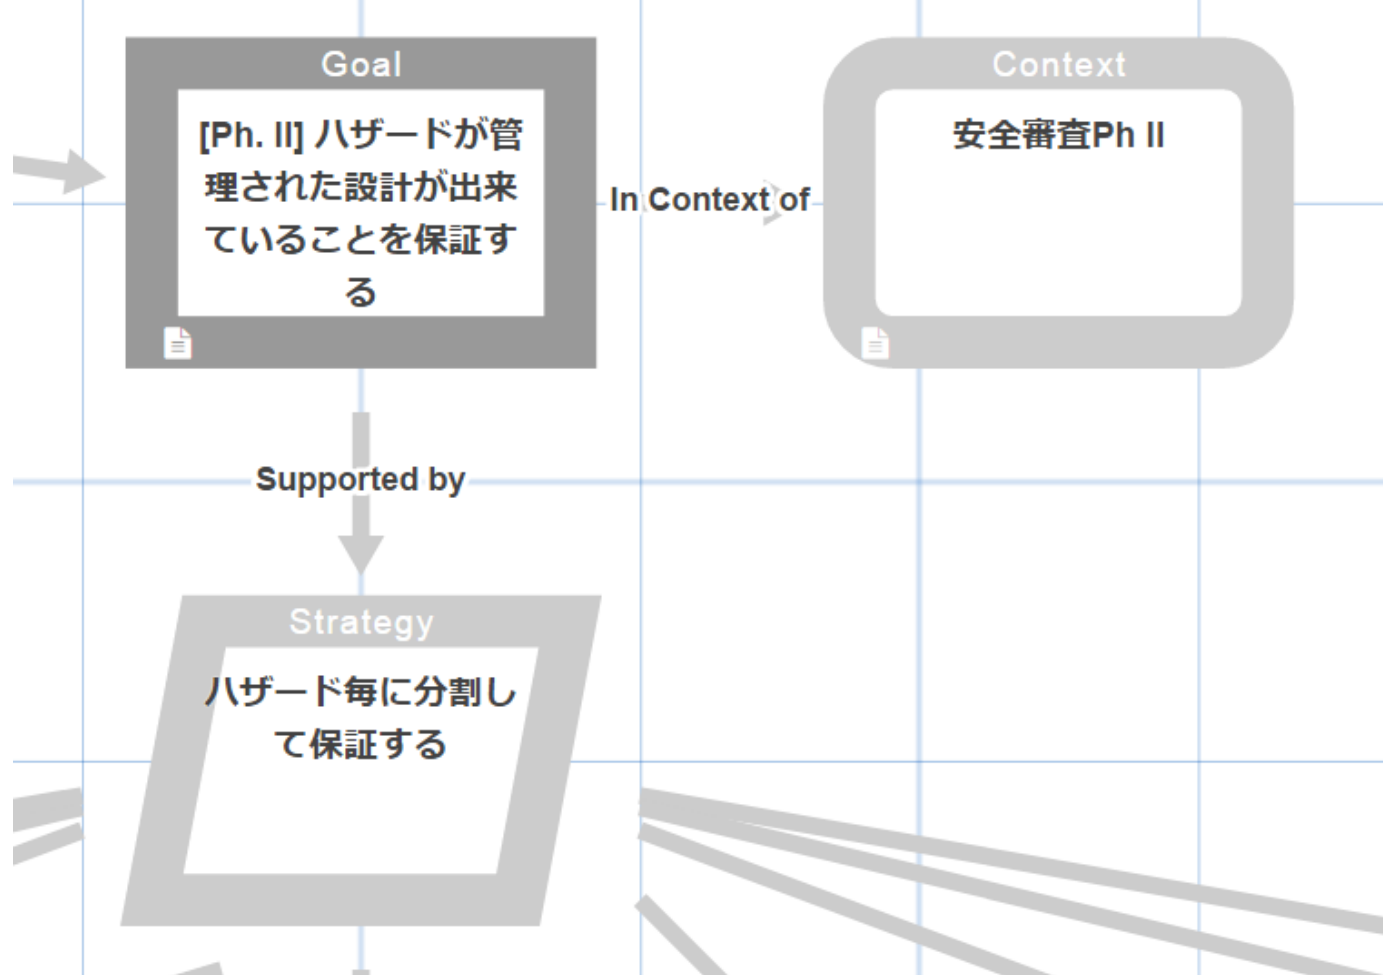 Goal
[Ph. II] ハザードが管
理された設計が出来
ていることを保証す
る
In Context of
Context
安全審査Ph II
Supported by
Strategy
ハザード毎に分割し
て保証する